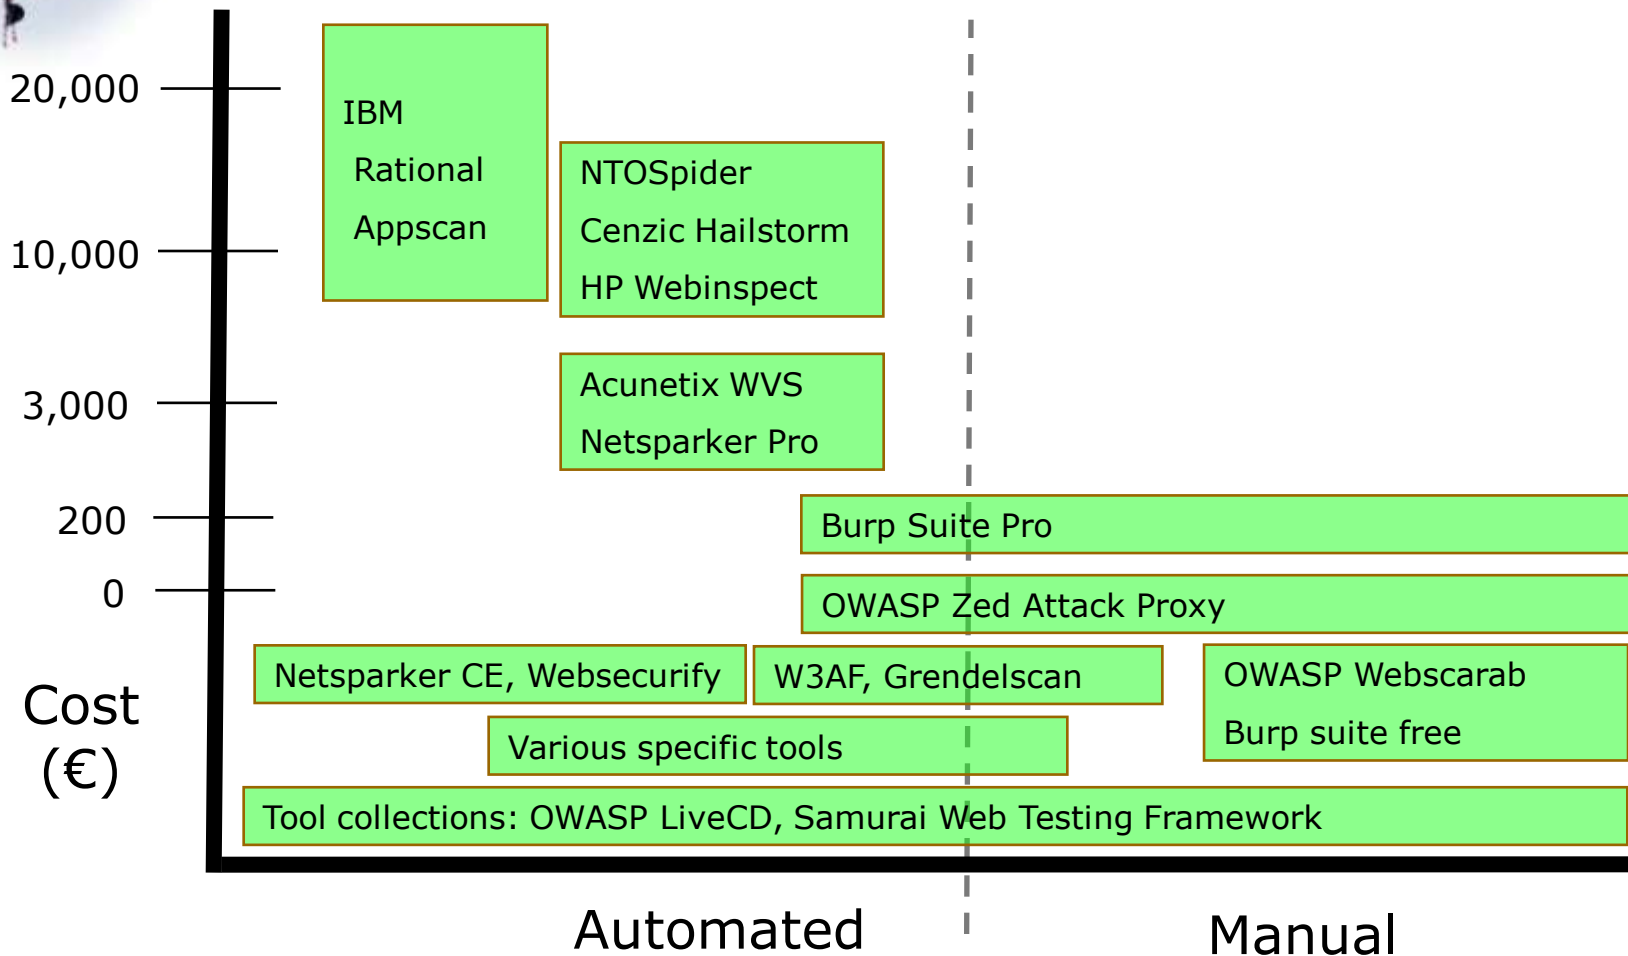 20,000
10,000
3,000
200
0
Cost
(€)
IBM
Rational
Appscan
NTOSpider
Cenzic Hailstorm
HP Webinspect
Acunetix WVS
Netsparker Pro
Burp Suite Pro
OWASP Zed Attack Proxy
Netsparker CE, Websecurify
W3AF, Grendelscan
OWASP Webscarab
Burp suite free
Various specific tools
Tool collections: OWASP LiveCD, Samurai Web Testing Framework
Automated
Manual